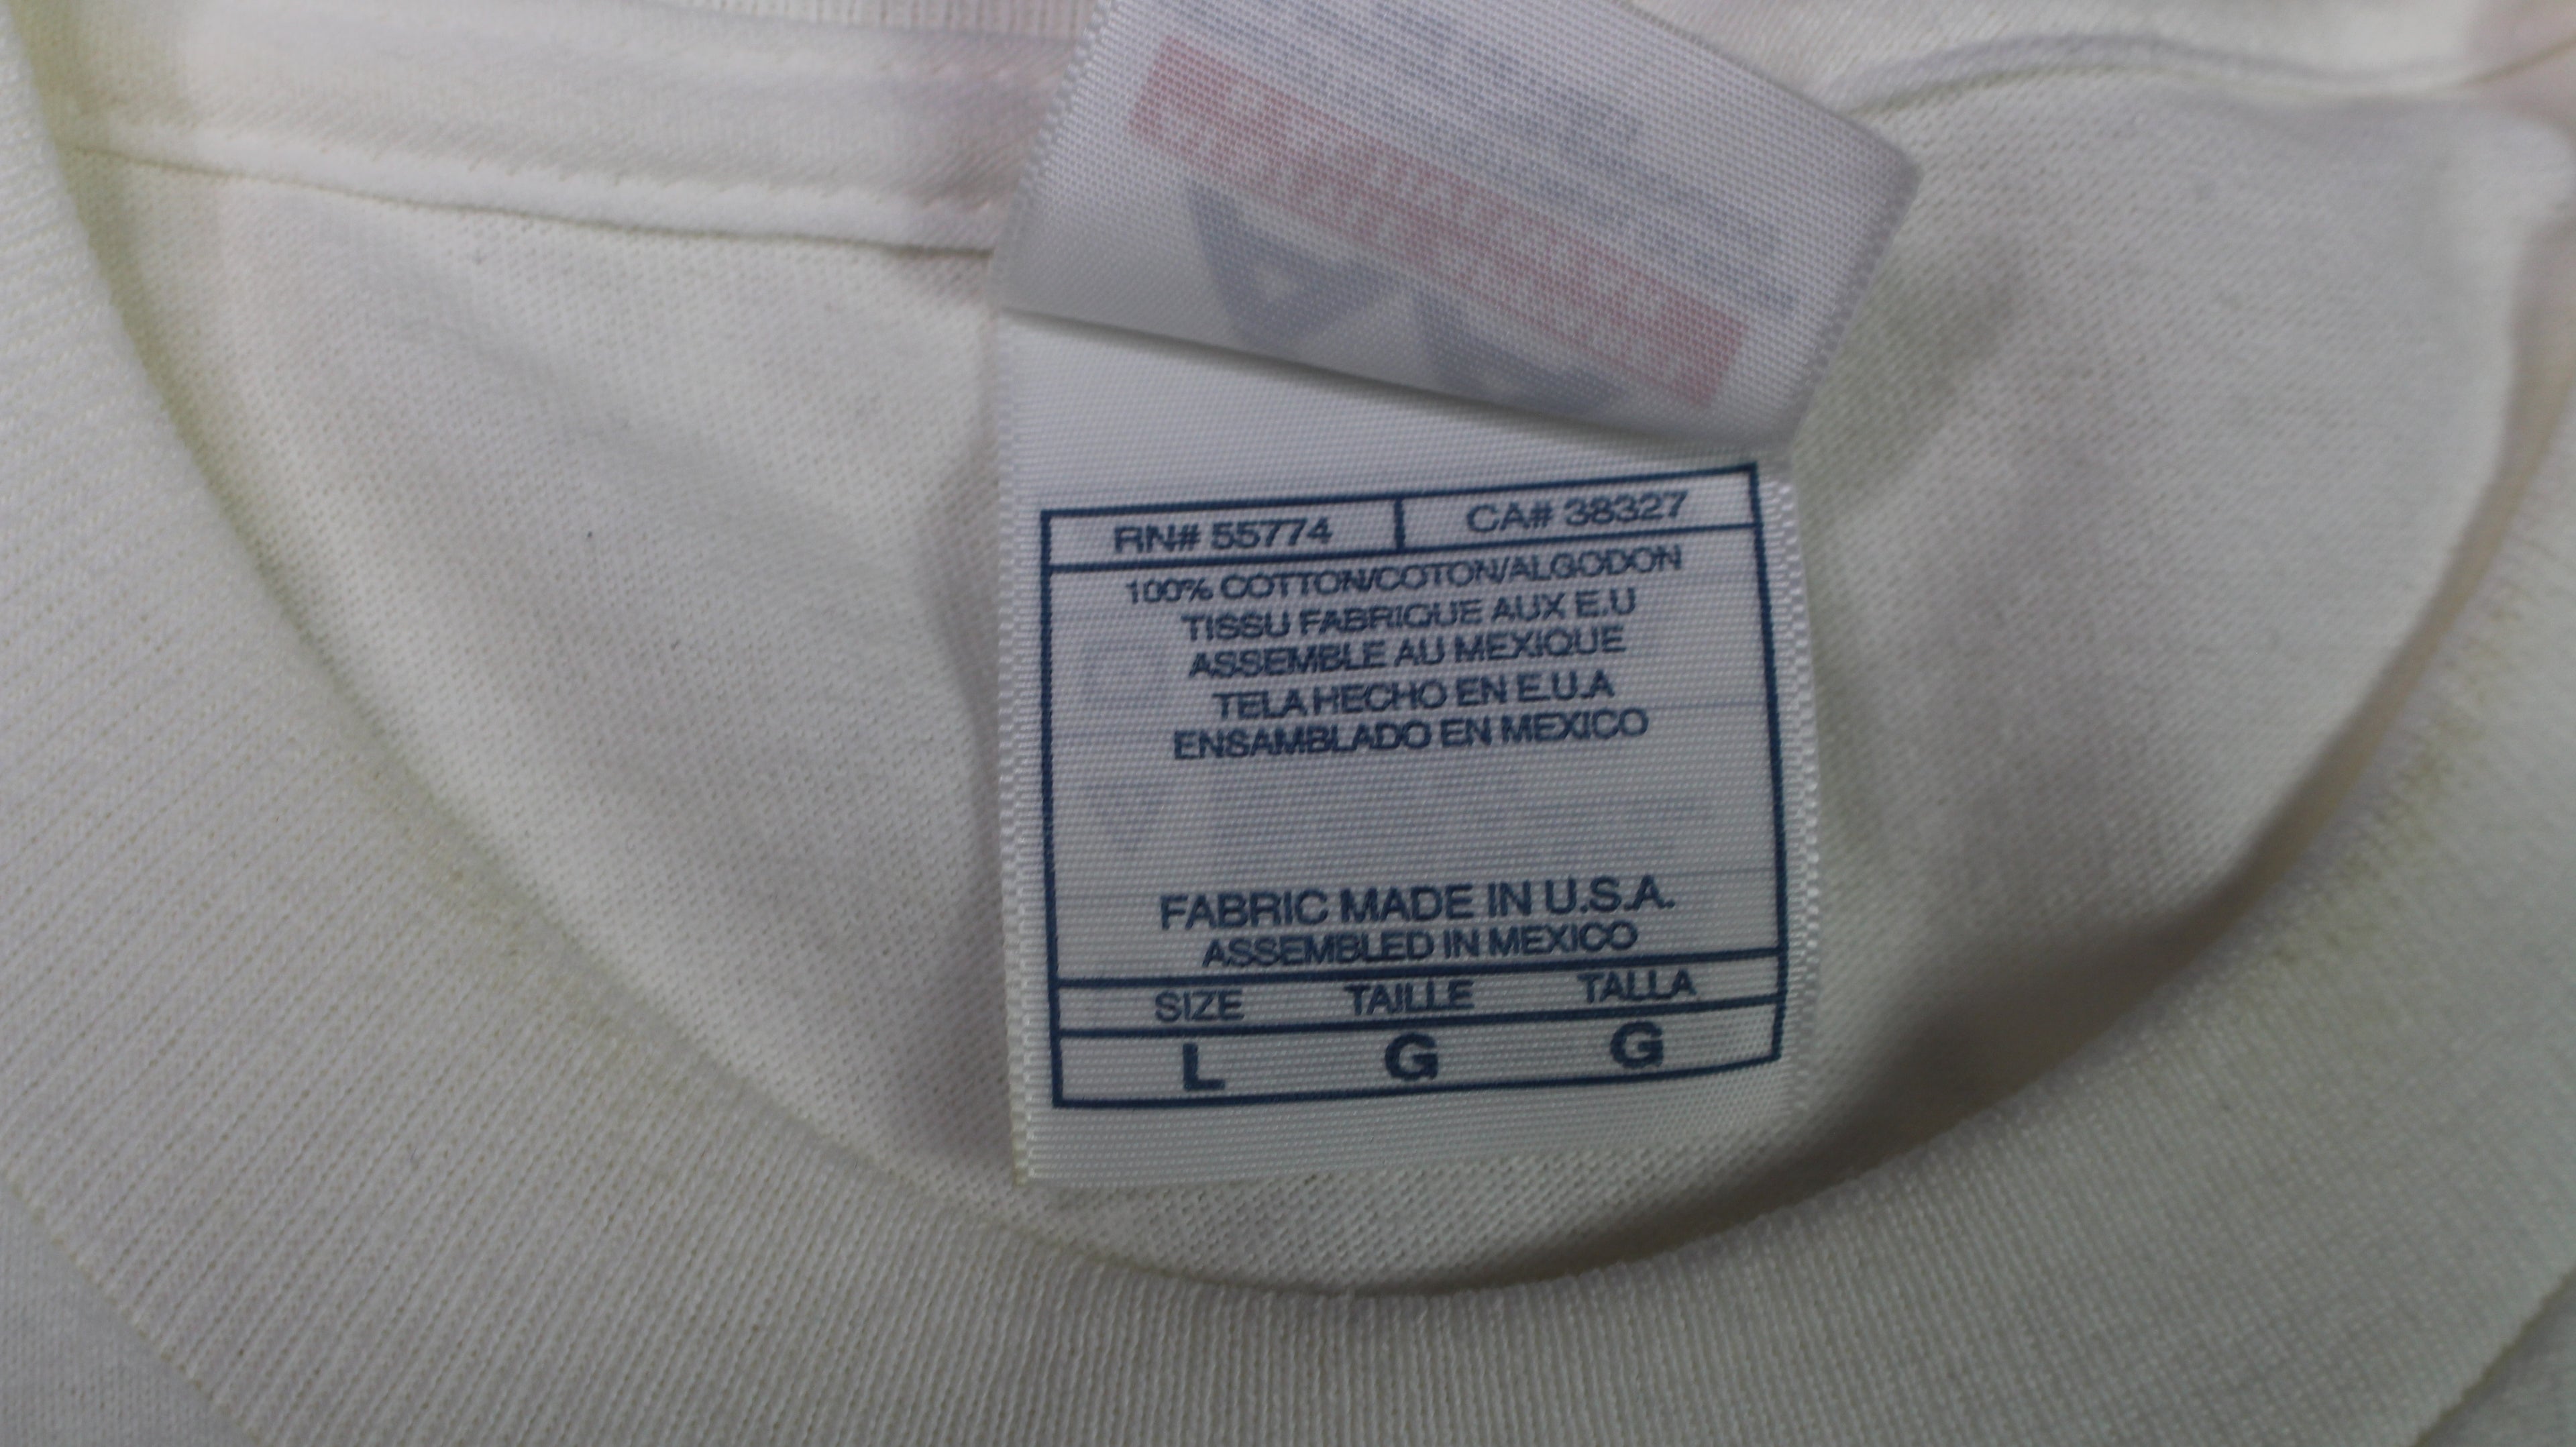 RN# 55774 CA# 38327
100% COTTON/COTON/ALGODON
TISSU FABRIQUE AUX E.U
ASSEMBLE AU MEXIQUE
TELA HECHO EN E.U.A
ENSAMBLADO EN MEXICO
FABRIC MADE IN U.S.A.
ASSEMBLED IN MEXICO
SIZE TAILLE TALLA
L G G